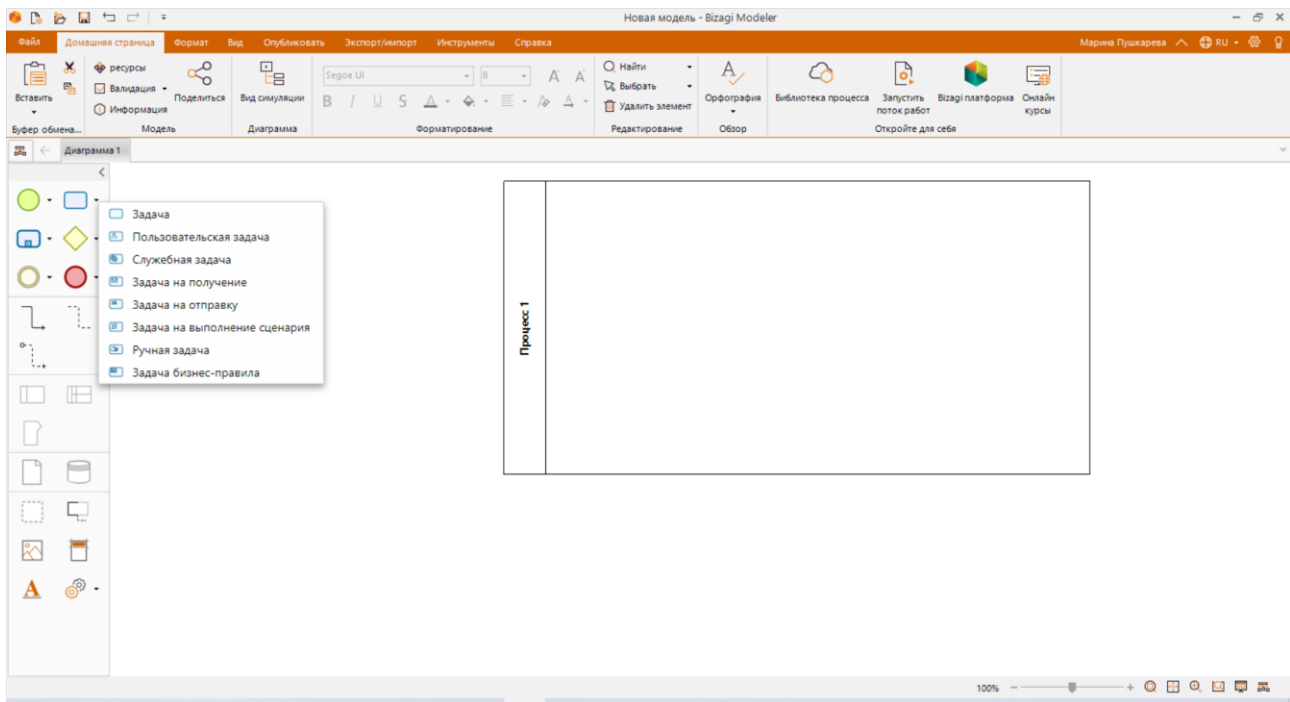 Новая модель - Bizagi Modeler
Файл Домашняя страница Формат Вид Опубликовать Экспорт/импорт Инструменты Справка Марина Пушкарева RU
Вставить
ресурсы
Валидация
Информация
Поделиться
Вид симуляции
Segoe UI 8
B I U S A
A A
Найти
Выбрать
Удалить элемент
Орфография
Библиотека процесса
Запустить поток работ
Bizagi платформа
Онлайн курсы
Буфер обмена... Модель Диаграмма Форматирование Редактирование Обзор Откройте для себя
Диаграмма 1
Задача
Пользовательская задача
Служебная задача
Задача на получение
Задача на отправку
Задача на выполнение сценария
Ручная задача
Задача бизнес-правила
Процесс 1
A
100%